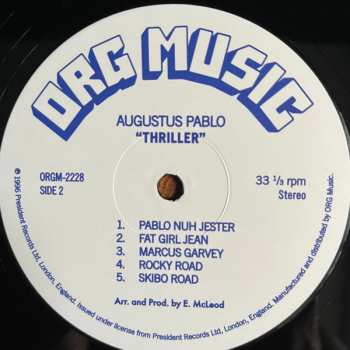 ORG MUSIC
AUGUSTUS PABLO
"THRILLER"
ORGM-2228
SIDE 2
33 ⅓ rpm
Stereo
1. PABLO NUH JESTER
2. FAT GIRL JEAN
3. MARCUS GARVEY
4. ROCKY ROAD
5. SKIBO ROAD
Arr. and Prod. by E. McLeod
℗ 1996 President Records Ltd, London, England. Issued under license from President Records Ltd, London, England. Manufactured and distributed by ORG Music.